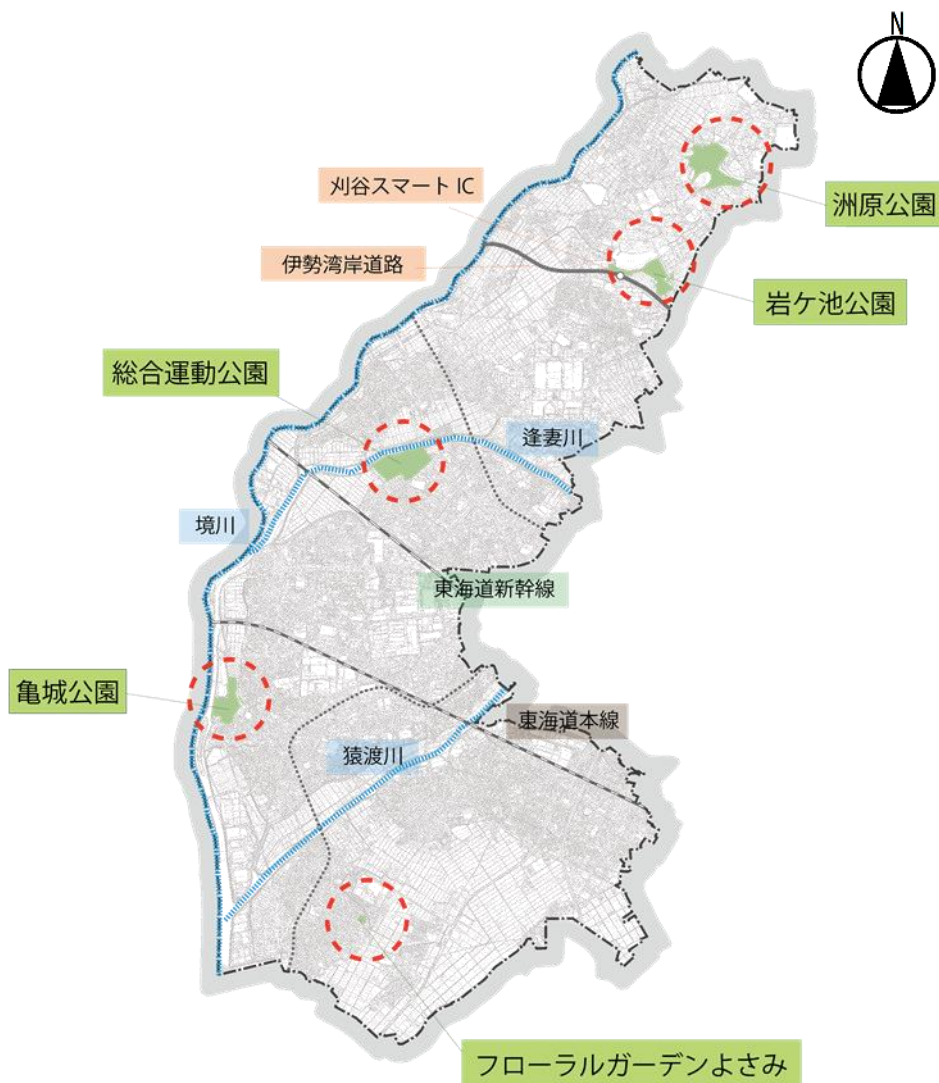 N
刈谷スマート IC
洲原公園
伊勢湾岸道路
岩ケ池公園
総合運動公園
逢妻川
境川
東海道新幹線
亀城公園
東海道本線
猿渡川
フローラルガーデンよさみ